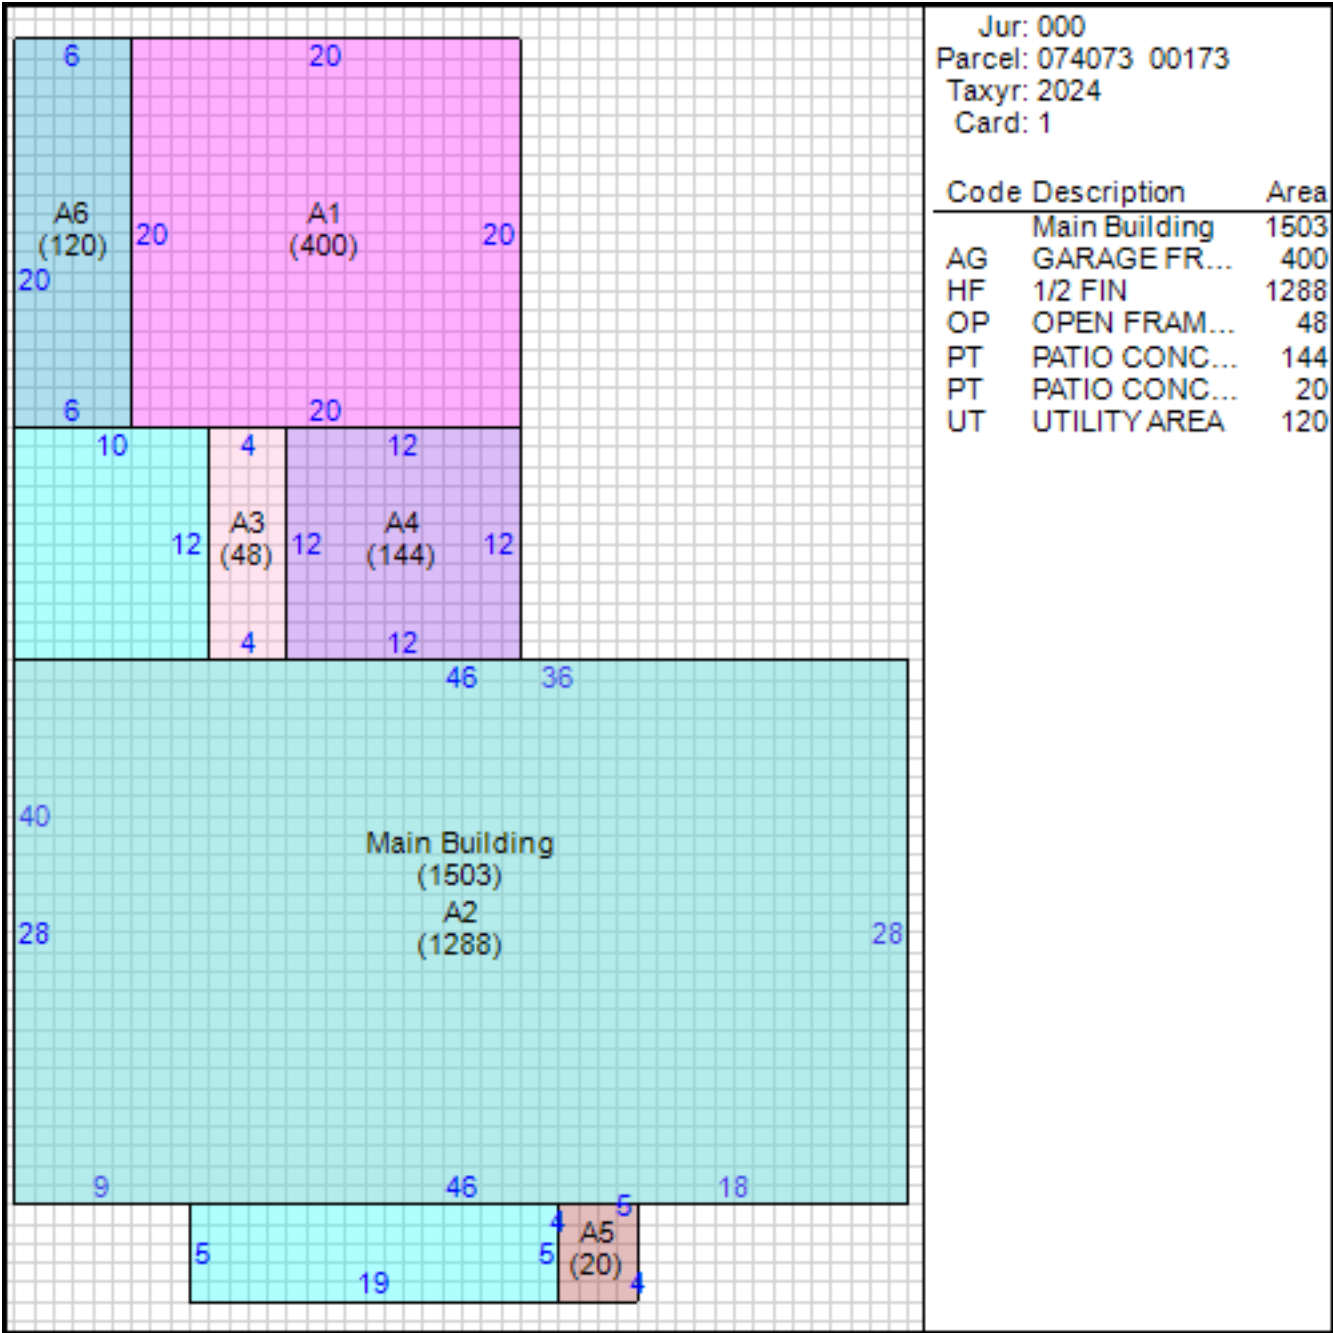 Jur: 000
Parcel: 074073 00173
Taxyr: 2024
Card: 1
Code Description Area
Main Building 1503
AG GARAGE FR... 400
HF 1/2 FIN 1288
OP OPEN FRAM... 48
PT PATIO CONC... 144
PT PATIO CONC... 20
UT UTILITY AREA 120
6 20
A6 A1
(120) 20 (400) 20
20
6 20
10 4 12
A3 A4
12 (48) 12 (144) 12
4 12
46 36
40
Main Building
(1503)
A2
(1288)
28 28
9 46 18
5
4
A5
5 5 (20)
19 4